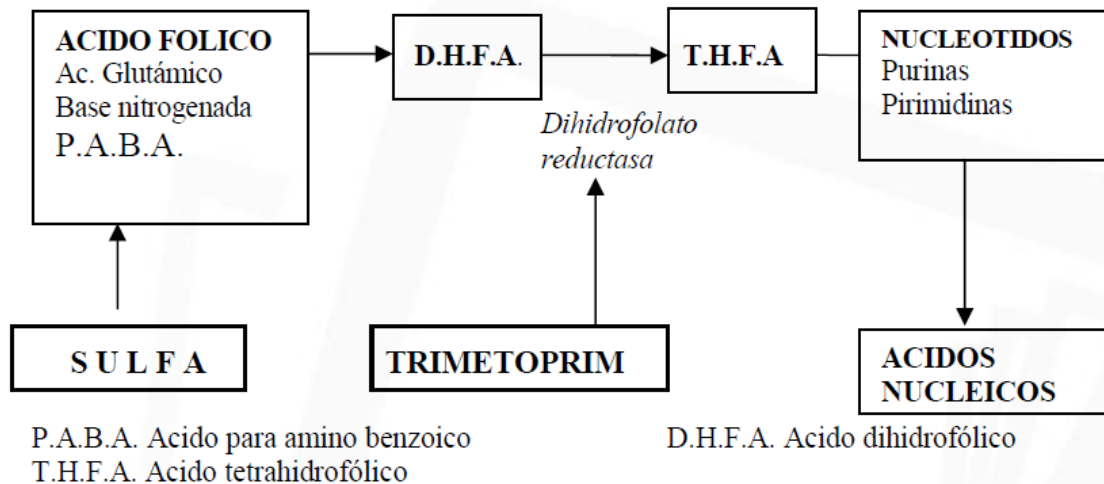 ACIDO FOLICO
Ac. Glutámico
Base nitrogenada
P.A.B.A.
D.H.F.A.
T.H.F.A
NUCLEOTIDOS
Purinas
Pirimidinas
Dihidrofolato
reductasa
S U L F A
TRIMETOPRIM
ACIDOS
NUCLEICOS
P.A.B.A. Acido para amino benzoico
D.H.F.A. Acido dihidrofólico
T.H.F.A. Acido tetrahidrofólico